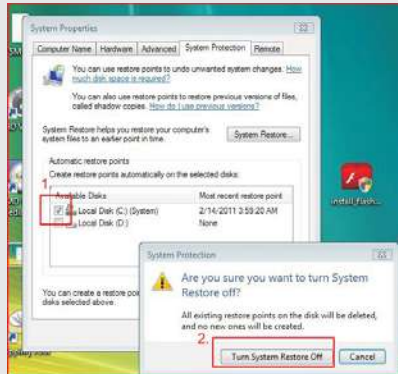 System Properties
Computer Name Hardware Advanced System Protection Remote
You can use restore points to undo unwanted system changes. How
much disk space is required?
You can also use restore points to restore previous versions of files,
called shadow copies. How do I use previous versions?
System Restore helps you restore your computer's
system files to an earlier point in time.
System Restore...
Automatic restore points
Create restore points automatically on the selected disks:
1.
Available Disks Most recent restore point
Local Disk (C:) (System) 2/14/2011 3:59:20 AM
Local Disk (D:) None
install_flash...
System Protection
Are you sure you want to turn System
Restore off?
All existing restore points on the disk will be deleted,
and no new ones will be created.
You can create a restore poi
disks selected above.
2.
Turn System Restore Off Cancel